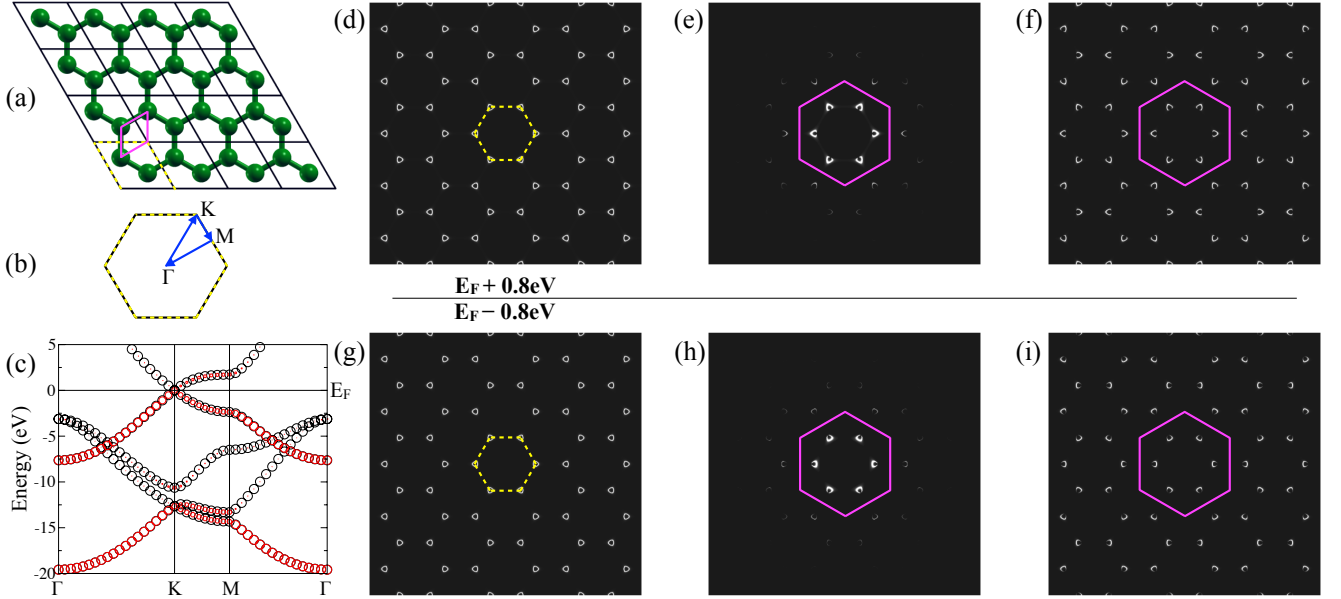 (a)
(b)
K
M
Γ
(c)
5
0
-5
-10
-15
-20
Energy (eV)
E_F
Γ
K
M
Γ
(d)
(e)
(f)
E_F + 0.8eV
E_F − 0.8eV
(g)
(h)
(i)